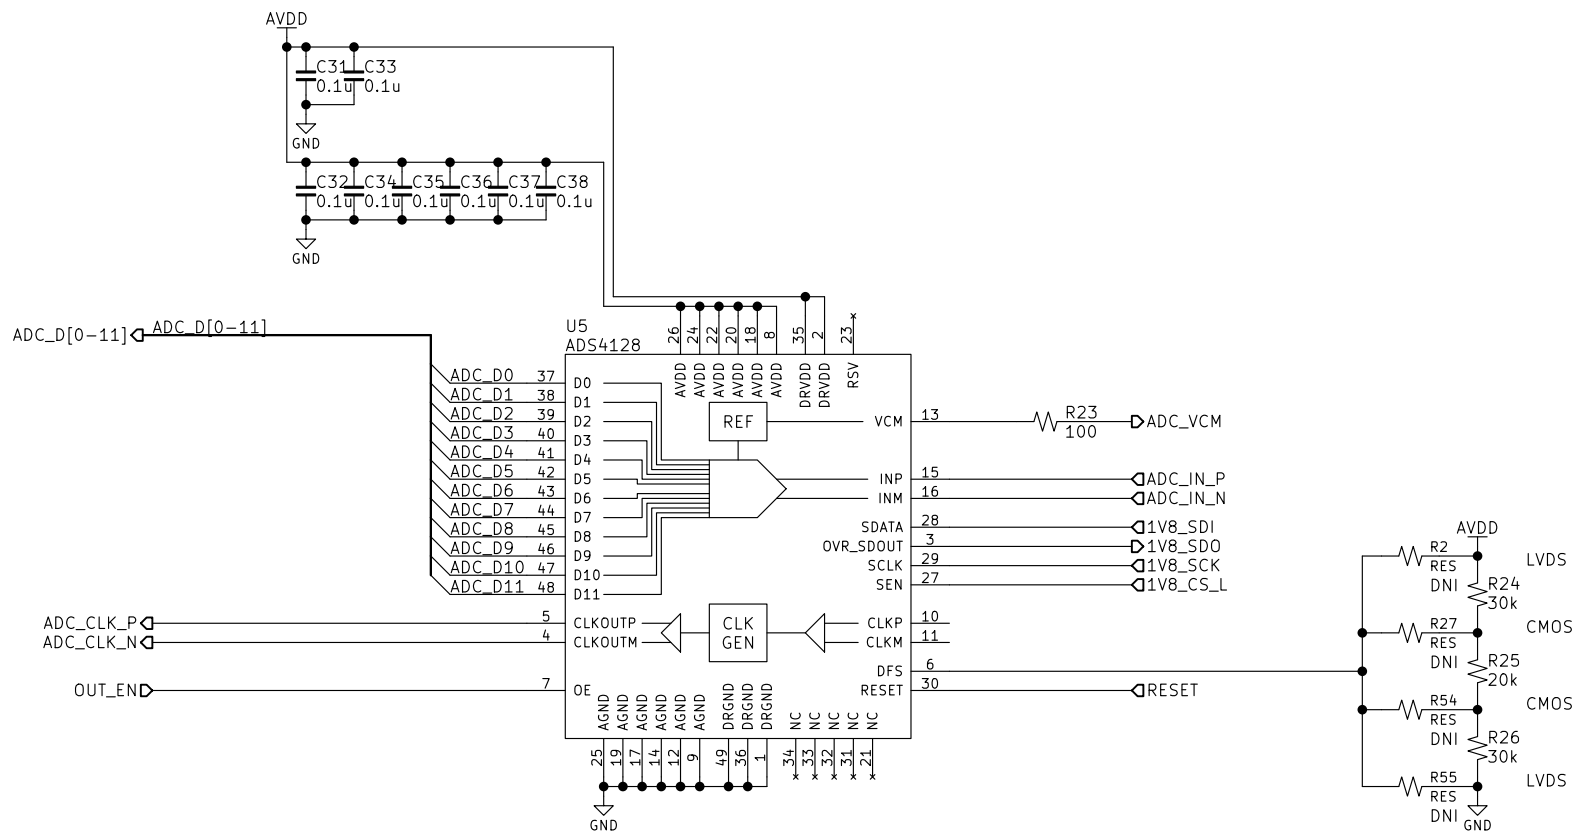 AVDD
C31 C33
0.1u 0.1u
GND
C32 C34 C35 C36 C37 C38
0.1u 0.1u 0.1u 0.1u 0.1u 0.1u
GND
ADC_D[0-11] ADC_D[0-11]
U5
ADS4128
26 24 22 20 18 8 35 2 23
AVDD AVDD AVDD AVDD AVDD AVDD DRVDD DRVDD RSV
ADC_D0 37 D0
ADC_D1 38 D1
ADC_D2 39 D2
ADC_D3 40 D3
ADC_D4 41 D4
ADC_D5 42 D5
ADC_D6 43 D6
ADC_D7 44 D7
ADC_D8 45 D8
ADC_D9 46 D9
ADC_D10 47 D10
ADC_D11 48 D11
REF
VCM 13 R23 ADC_VCM
100
INP 15 ADC_IN_P
INM 16 ADC_IN_N
SDATA 28 1V8_SDI
OVR_SDOUT 3 1V8_SDO
SCLK 29 1V8_SCK
SEN 27 1V8_CS_L
ADC_CLK_P 5 CLKOUTP
ADC_CLK_N 4 CLKOUTM
CLK
GEN
CLKP 10
CLKM 11
DFS 6
OUT_EN 7 OE
RESET 30 RESET
AGND AGND AGND AGND AGND AGND DRGND DRGND DRGND NC NC NC NC NC
25 19 17 14 12 9 49 36 1 34 33 32 31 21
GND
AVDD
R2
RES
DNI
LVDS
R24
30k
R27
RES
DNI
CMOS
R25
20k
R54
RES
DNI
CMOS
R26
30k
R55
RES
DNI
LVDS
GND